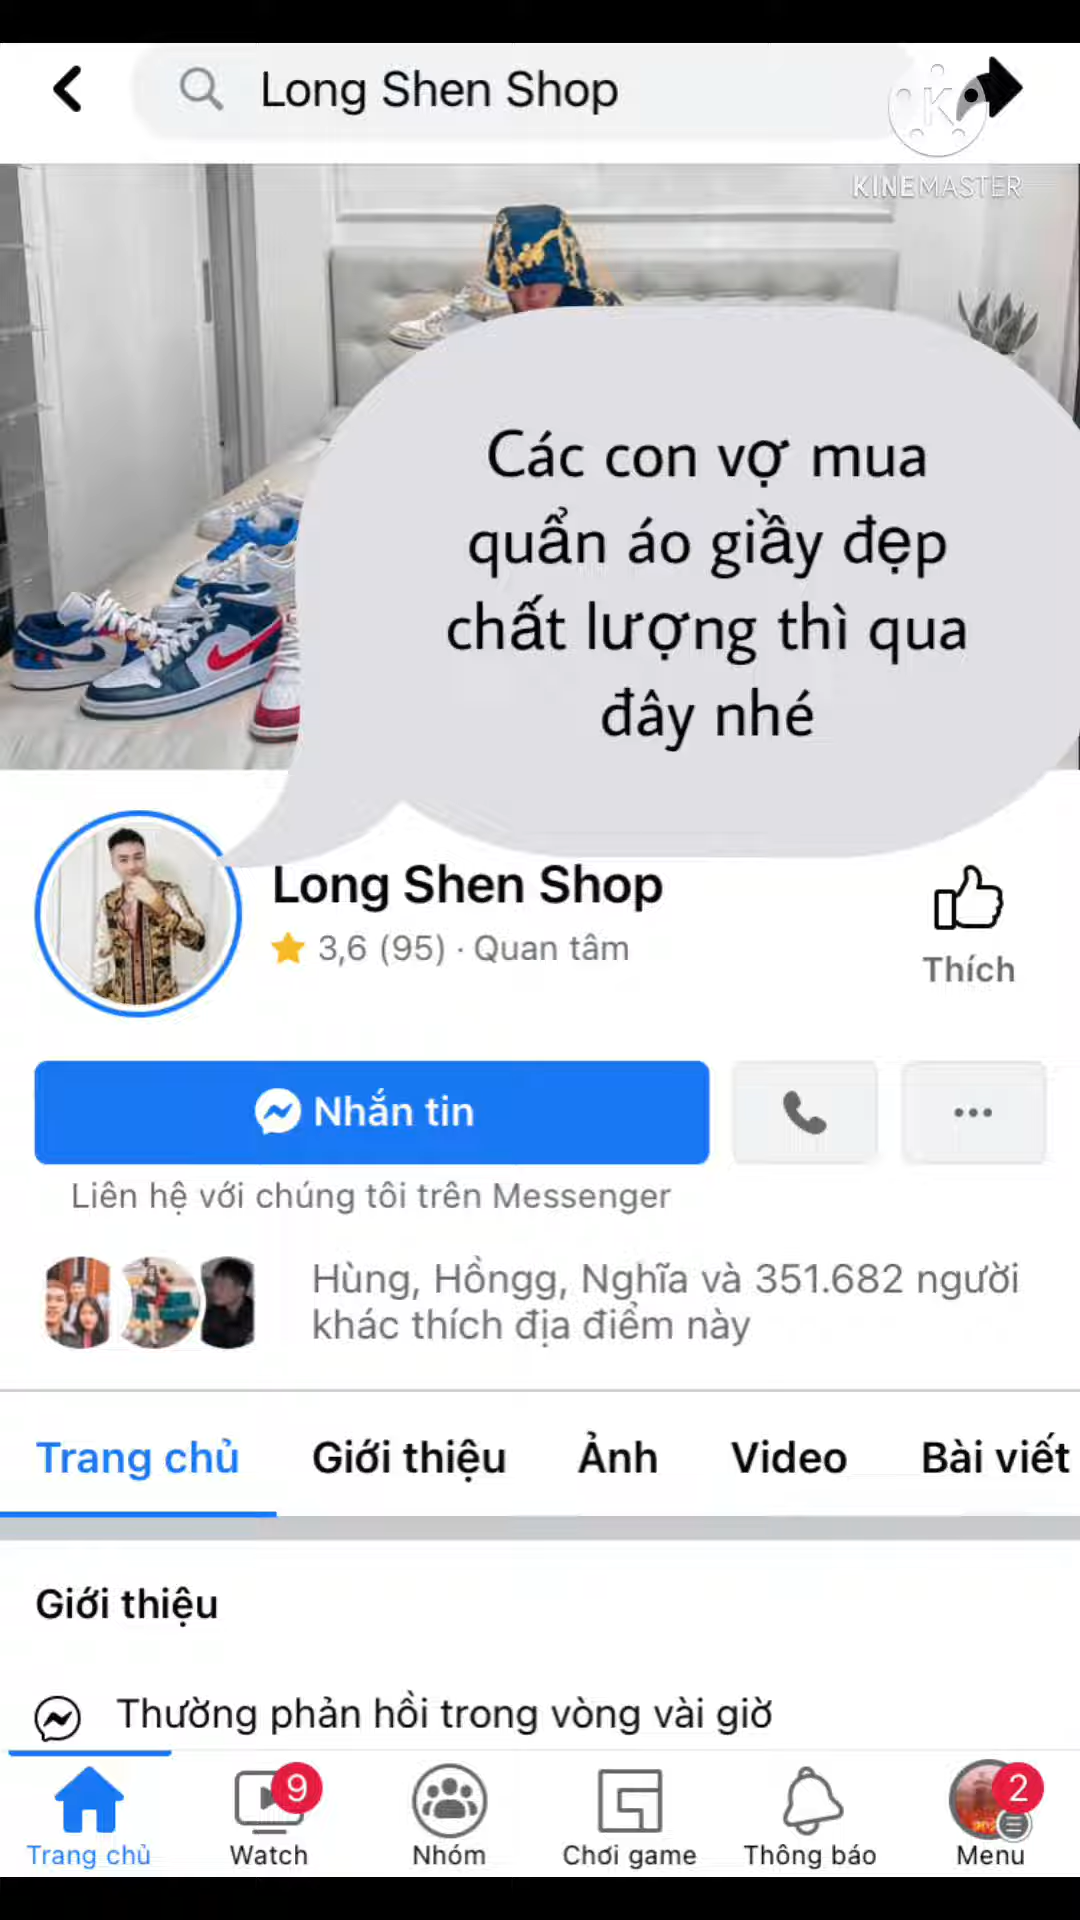 Long Shen Shop
KINEMASTER
Các con vợ mua
quẩn áo giầy đẹp
chất lượng thì qua
đây nhé
Long Shen Shop
3,6 (95) · Quan tâm
Thích
Nhắn tin
Liên hệ với chúng tôi trên Messenger
Hùng, Hồngg, Nghĩa và 351.682 người
khác thích địa điểm này
Trang chủ Giới thiệu Ảnh Video Bài viết
Giới thiệu
Thường phản hồi trong vòng vài giờ
9 2
Trang chủ Watch Nhóm Chơi game Thông báo Menu